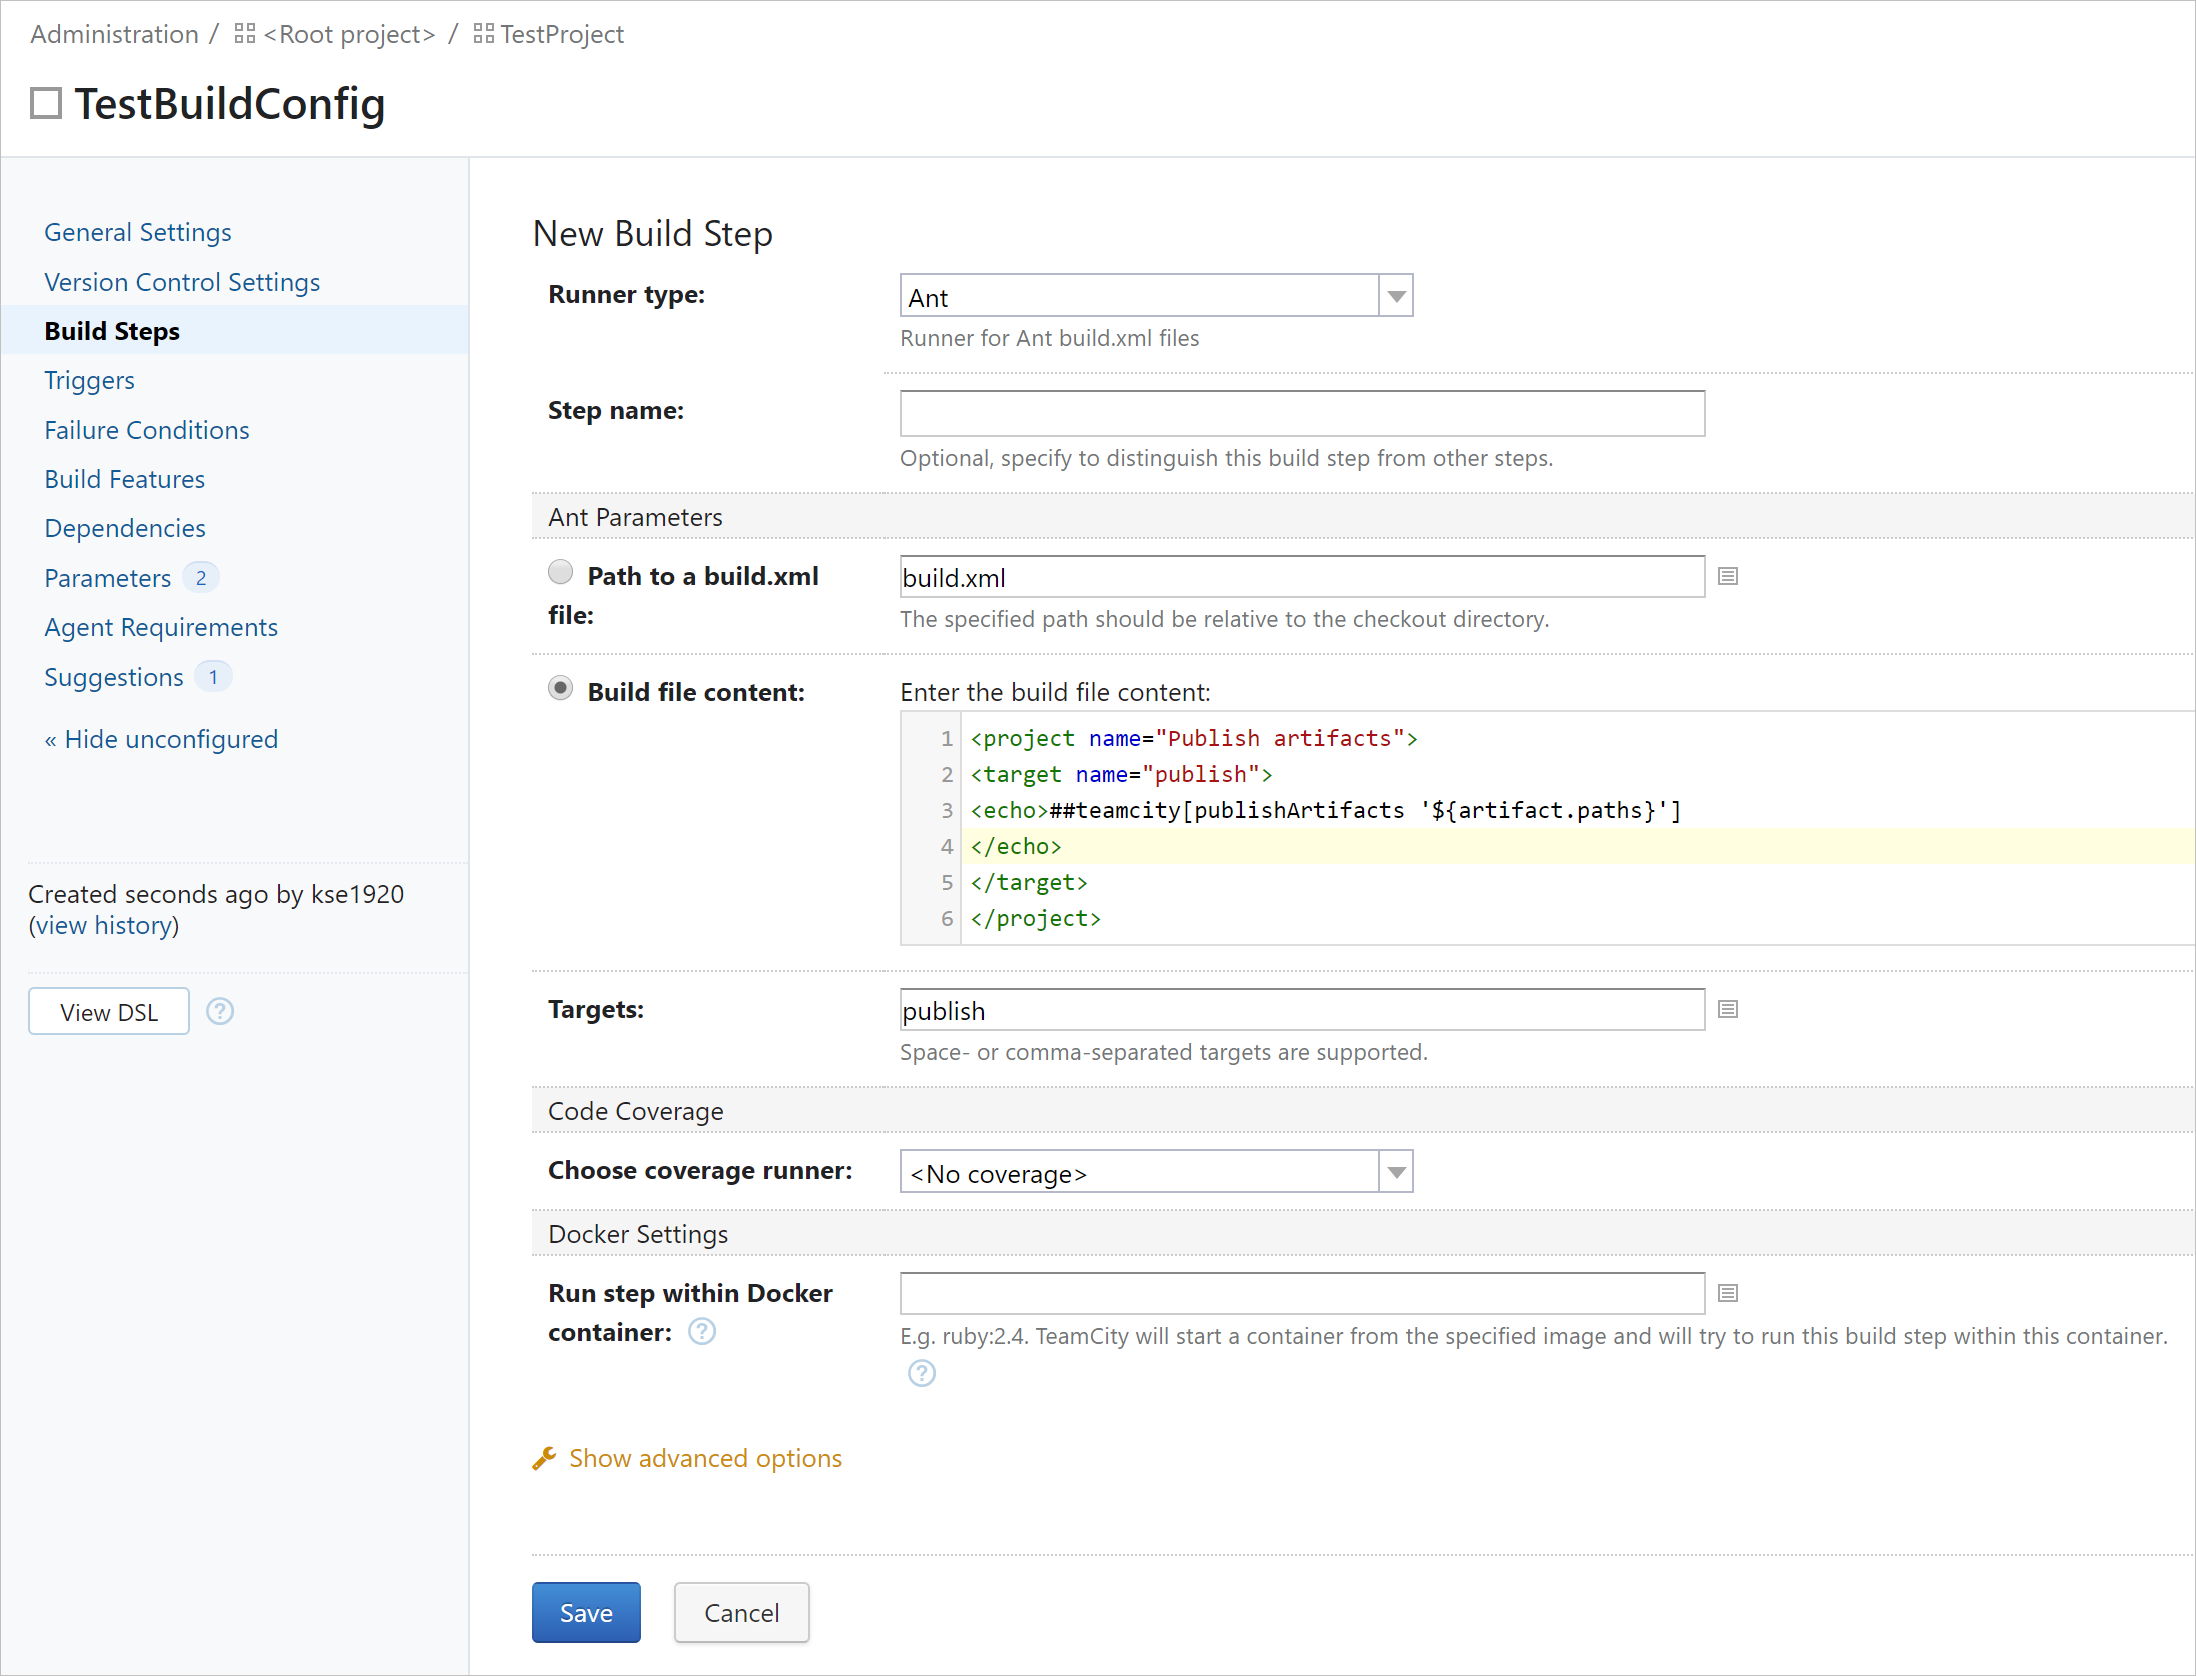 Administration / <Root project> / TestProject
TestBuildConfig
General Settings
Version Control Settings
Build Steps
Triggers
Failure Conditions
Build Features
Dependencies
Parameters 2
Agent Requirements
Suggestions 1
« Hide unconfigured
Created seconds ago by kse1920
(view history)
View DSL ?
New Build Step
Runner type: Ant
Runner for Ant build.xml files
Step name:
Optional, specify to distinguish this build step from other steps.
Ant Parameters
Path to a build.xml file: build.xml
The specified path should be relative to the checkout directory.
Build file content: Enter the build file content:
1 <project name="Publish artifacts">
2 <target name="publish">
3 <echo>##teamcity[publishArtifacts '${artifact.paths}']
4 </echo>
5 </target>
6 </project>
Targets: publish
Space- or comma-separated targets are supported.
Code Coverage
Choose coverage runner: <No coverage>
Docker Settings
Run step within Docker
container: ?
E.g. ruby:2.4. TeamCity will start a container from the specified image and will try to run this build step within this container.
?
Show advanced options
Save Cancel